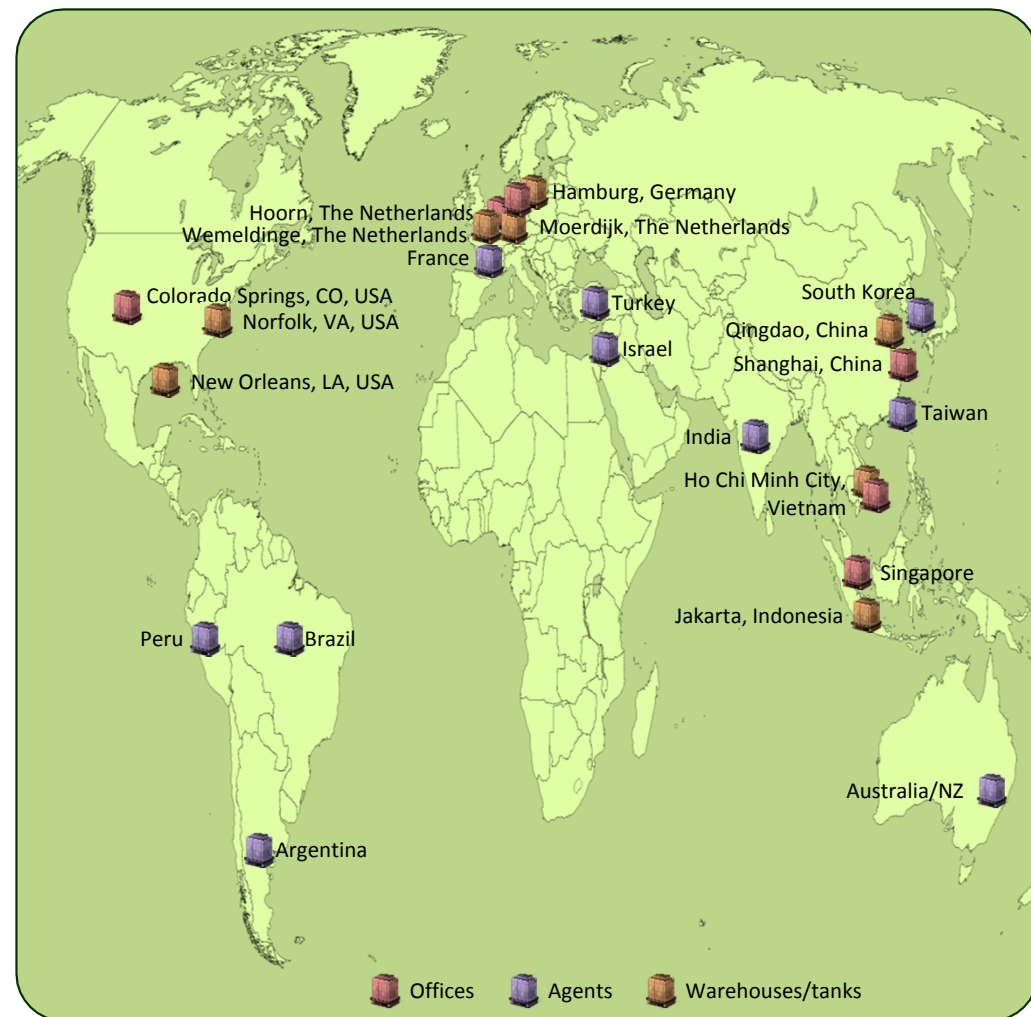 Hamburg, Germany
Hoorn, The Netherlands
Moerdijk, The Netherlands
Wemeldinge, The Netherlands
France
Colorado Springs, CO, USA
Norfolk, VA, USA
New Orleans, LA, USA
Turkey
Israel
South Korea
Qingdao, China
Shanghai, China
Taiwan
India
Ho Chi Minh City,
Vietnam
Singapore
Jakarta, Indonesia
Peru
Brazil
Australia/NZ
Argentina
Offices
Agents
Warehouses/tanks